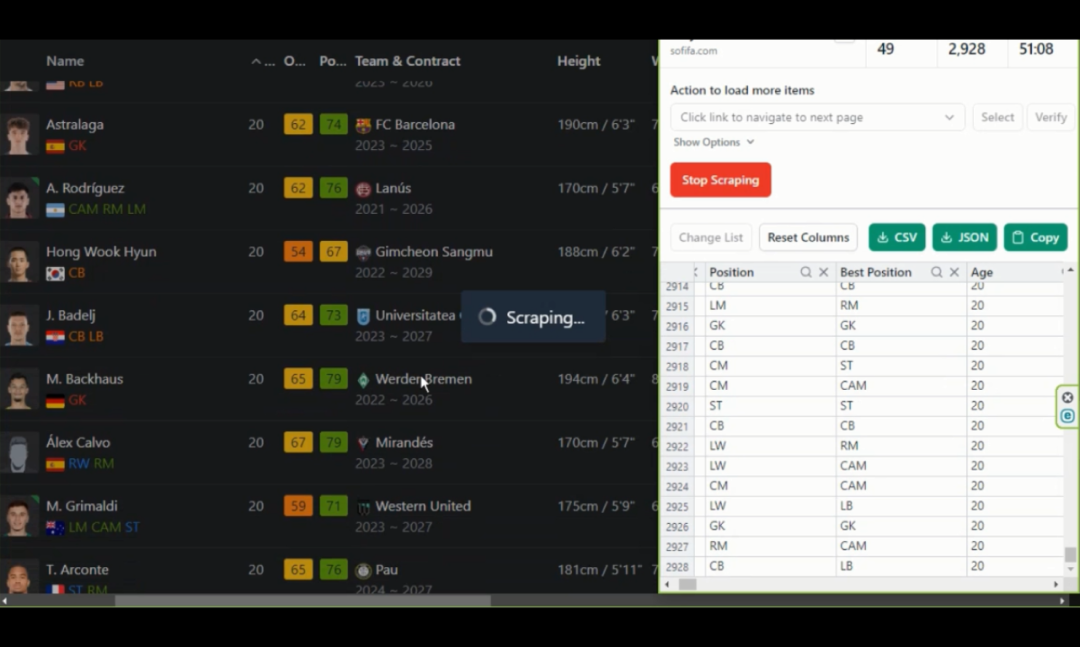 Name O... Po... Team & Contract Height
RB LB 2023 ~ 2026
Astralaga 20 62 74 FC Barcelona 190cm / 6'3"
GK 2023 ~ 2025
A. Rodríguez 20 62 76 Lanús 170cm / 5'7"
CAM RM LM 2021 ~ 2026
Hong Wook Hyun 20 54 67 Gimcheon Sangmu 188cm / 6'2"
CB 2022 ~ 2029
J. Badelj 20 64 73 Universitatea / 6'3"
CB LB 2023 ~ 2027
Scraping...
M. Backhaus 20 65 79 Werder Bremen 194cm / 6'4"
GK 2022 ~ 2026
Álex Calvo 20 67 79 Mirandés 170cm / 5'7"
RW RM 2023 ~ 2028
M. Grimaldi 20 59 71 Western United 175cm / 5'9"
LM CAM ST 2023 ~ 2027
T. Arconte 20 65 76 Pau 181cm / 5'11"
ST RM 2024 ~ 2027
sofifa.com 49 2,928 51:08
Action to load more items
Click link to navigate to next page Select Verify
Show Options
Stop Scraping
Change List Reset Columns CSV JSON Copy
Position Best Position Age
2914 CB CB 20
2915 LM RM 20
2916 GK GK 20
2917 CB CB 20
2918 CM ST 20
2919 CM CAM 20
2920 ST ST 20
2921 CB CB 20
2922 LW RM 20
2923 LW CAM 20
2924 CM CAM 20
2925 LW LB 20
2926 GK GK 20
2927 RM CAM 20
2928 CB LB 20